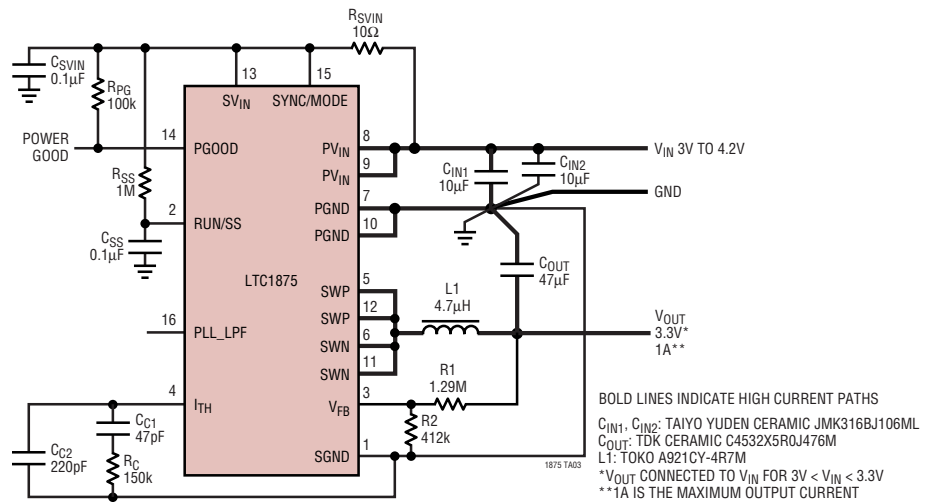 RSVIN
10Ω
CSVIN
0.1µF
RPG
100k
13
15
SVIN
SYNC/MODE
POWER
GOOD
14
PGOOD
8
PVIN
9
PVIN
VIN 3V TO 4.2V
CIN1
10µF
CIN2
10µF
RSS
1M
7
PGND
GND
2
RUN/SS
10
PGND
CSS
0.1µF
COUT
47µF
LTC1875
5
SWP
L1
4.7µH
12
SWP
VOUT
3.3V*
1A**
16
PLL_LPF
6
SWN
11
SWN
R1
1.29M
4
ITH
3
VFB
R2
412k
CC1
47pF
1
SGND
CC2
220pF
RC
150k
1875 TA03
BOLD LINES INDICATE HIGH CURRENT PATHS
CIN1, CIN2: TAIYO YUDEN CERAMIC JMK316BJ106ML
COUT: TDK CERAMIC C4532X5R0J476M
L1: TOKO A921CY-4R7M
*VOUT CONNECTED TO VIN FOR 3V < VIN < 3.3V
**1A IS THE MAXIMUM OUTPUT CURRENT